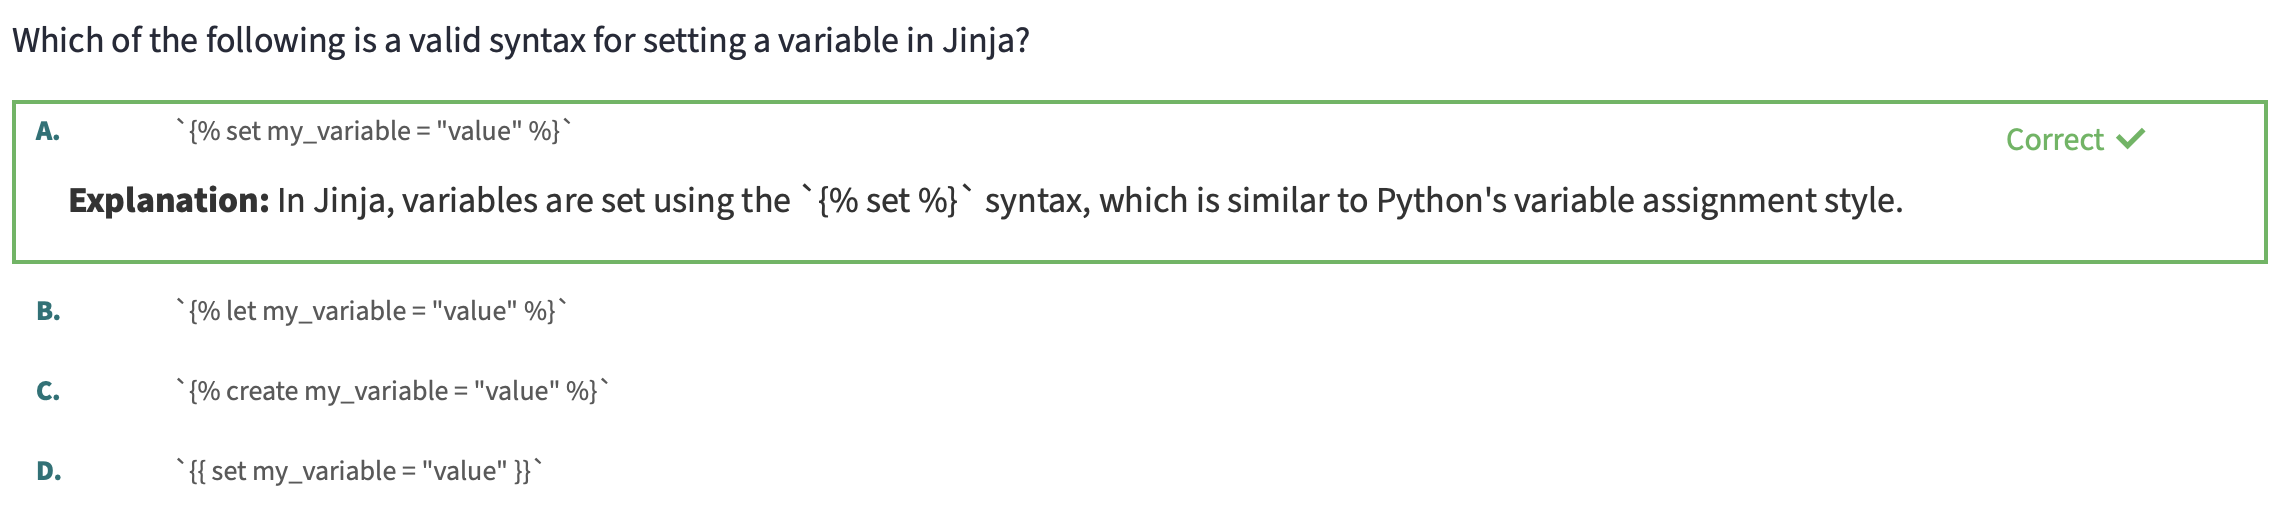 Which of the following is a valid syntax for setting a variable in Jinja?
A. `{% set my_variable = "value" %}`
Correct ✓
Explanation: In Jinja, variables are set using the `{% set %}` syntax, which is similar to Python's variable assignment style.
B. `{% let my_variable = "value" %}`
C. `{% create my_variable = "value" %}`
D. `{{ set my_variable = "value" }}`